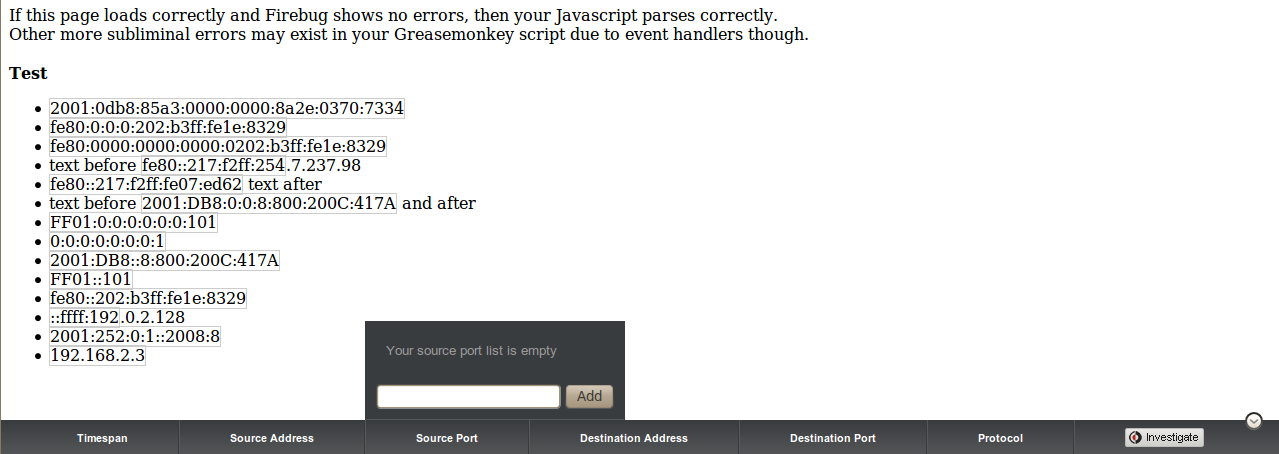 If this page loads correctly and Firebug shows no errors, then your Javascript parses correctly.
Other more subliminal errors may exist in your Greasemonkey script due to event handlers though.
Test
2001:0db8:85a3:0000:0000:8a2e:0370:7334
fe80:0:0:0:202:b3ff:fe1e:8329
fe80:0000:0000:0000:0202:b3ff:fe1e:8329
text before fe80::217:f2ff:254.7.237.98
fe80::217:f2ff:fe07:ed62 text after
text before 2001:DB8:0:0:8:800:200C:417A and after
FF01:0:0:0:0:0:0:101
0:0:0:0:0:0:0:1
2001:DB8::8:800:200C:417A
FF01::101
fe80::202:b3ff:fe1e:8329
::ffff:192.0.2.128
2001:252:0:1::2008:8
192.168.2.3
Your source port list is empty
Add
Timespan Source Address Source Port Destination Address Destination Port Protocol Investigate